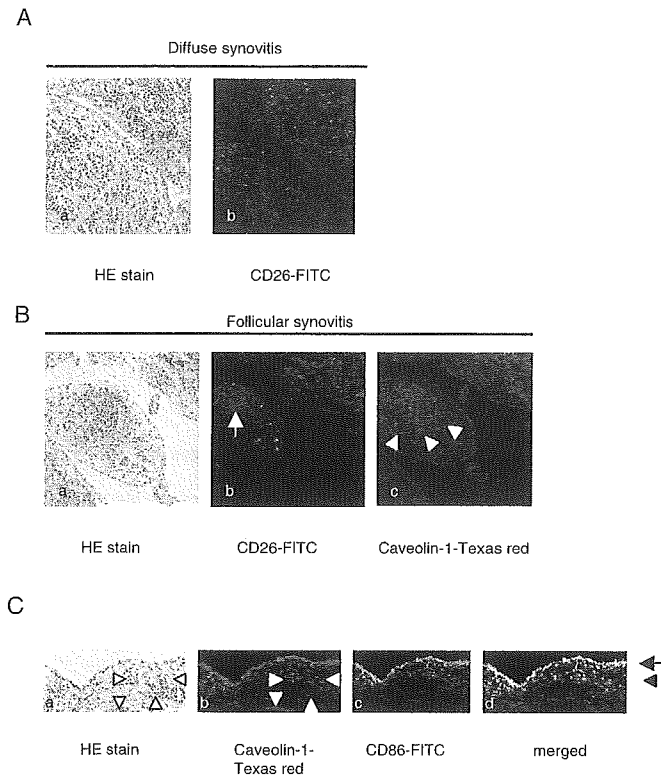 A
Diffuse synovitis
a
b
HE stain
CD26-FITC
B
Follicular synovitis
a
b
c
HE stain
CD26-FITC
Caveolin-1-Texas red
C
a
b
c
d
HE stain
Caveolin-1-
Texas red
CD86-FITC
merged